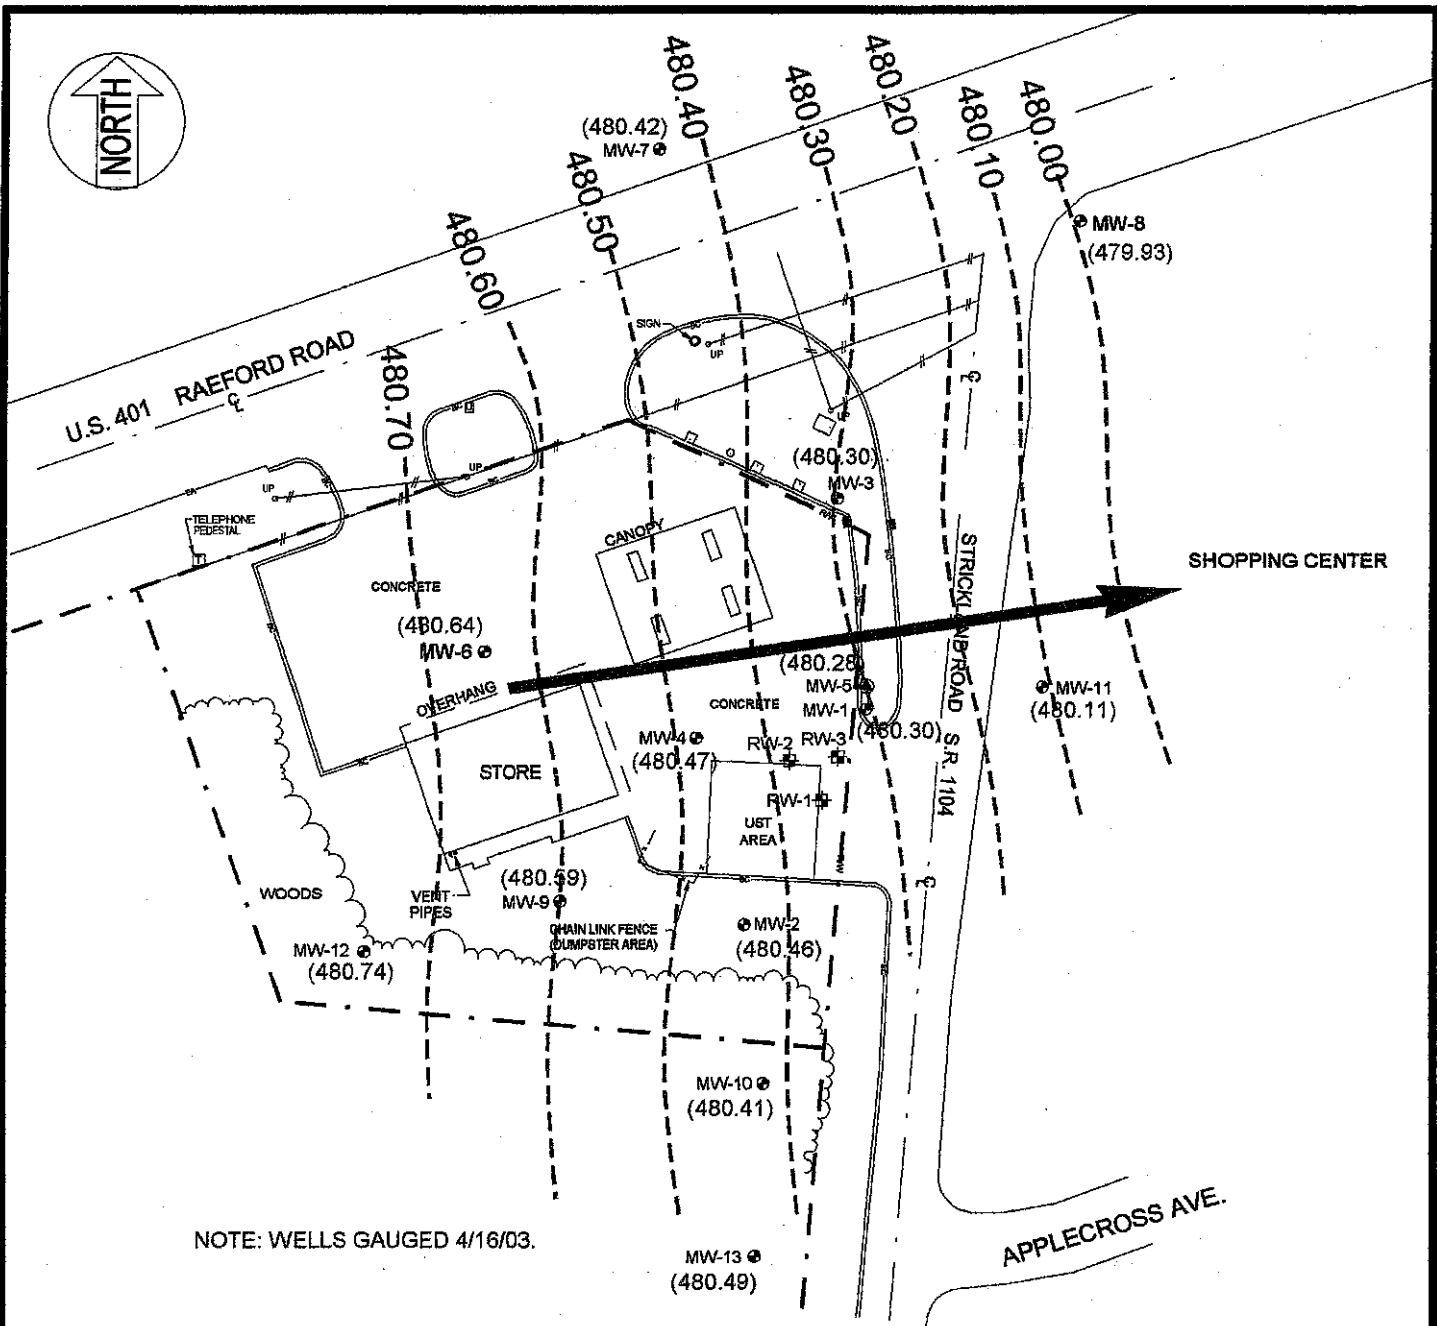 NORTH
480.40
480.30
480.20
480.10
480.00
(480.42)
MW-7
480.50
480.60
480.70
MW-8
(479.93)
U.S. 401 RAEFORD ROAD
SIGN
UP
UP
UP
UP
TELEPHONE
PEDESTAL
T
CANOPY
(480.30)
MW-3
R/W
CONCRETE
(480.64)
MW-6
OVERHANG
STORE
SHOPPING CENTER
STRICKLAND ROAD S.R. 1104
(480.28)
MW-5
MW-1
(480.30)
CONCRETE
MW-11
(480.11)
MW-4
(480.47)
RW-2
RW-3
RW-1
UST
AREA
WOODS
VENT
PIPES
(480.59)
MW-9
CHAIN LINK FENCE
(DUMPSTER AREA)
MW-2
(480.46)
MW-12
(480.74)
MW-10
(480.41)
MW-13
(480.49)
NOTE: WELLS GAUGED 4/16/03.
APPLECROSS AVE.